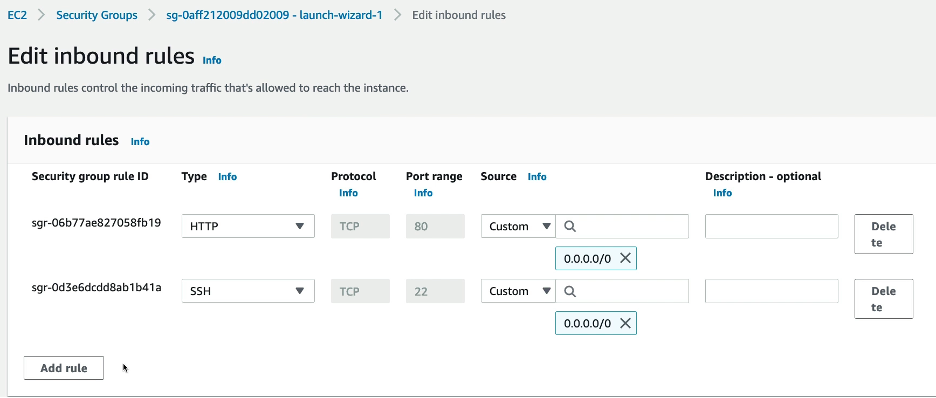 EC2 > Security Groups > sg-0aff212009dd02009 - launch-wizard-1 > Edit inbound rules
Edit inbound rules Info
Inbound rules control the incoming traffic that's allowed to reach the instance.
Inbound rules Info
Security group rule ID Type Info Protocol Info Port range Info Source Info Description - optional Info
sgr-06b77ae827058fb19 HTTP TCP 80 Custom Delete
0.0.0.0/0
sgr-0d3e6dcdd8ab1b41a SSH TCP 22 Custom Delete
0.0.0.0/0
Add rule